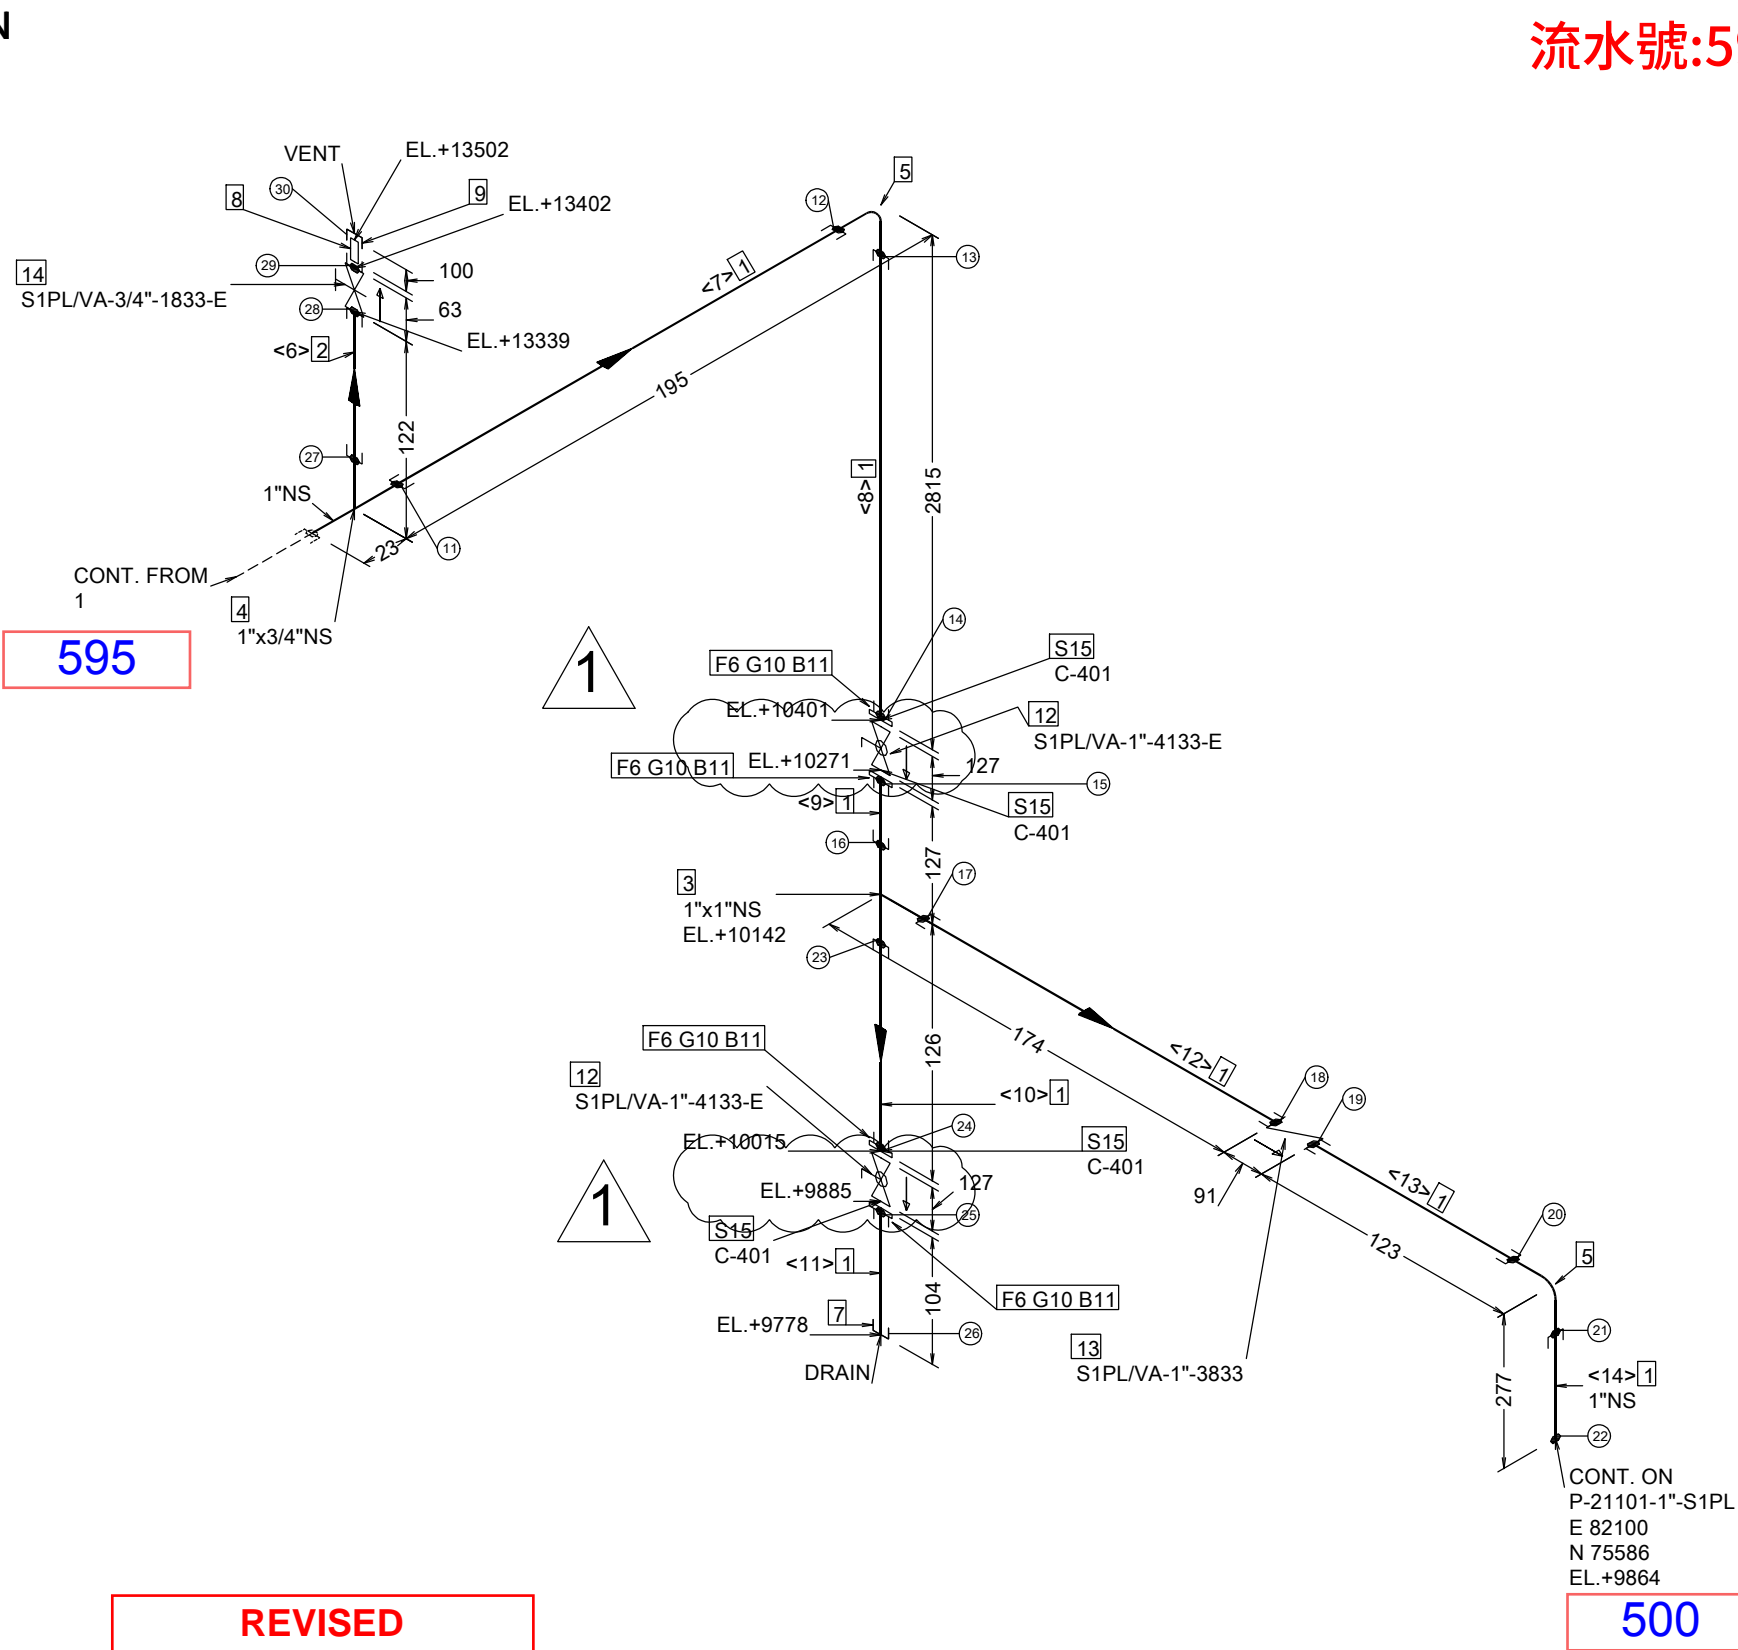 N
流水號:59
VENT
EL.+13502
30
8
9
EL.+13402
29
100
14
S1PL/VA-3/4"-1833-E
63
28
EL.+13339
<6>2
122
27
1"NS
23
11
CONT. FROM
1
4
1"x3/4"NS
595
12
5
13
<7>1
195
<8>1
2815
14
1
F6 G10 B11
S15
C-401
EL.+10401
12
S1PL/VA-1"-4133-E
F6 G10 B11
EL.+10271
127
15
<9>1
S15
C-401
16
127
17
3
1"x1"NS
EL.+10142
23
126
174
F6 G10 B11
12
S1PL/VA-1"-4133-E
<10>1
24
EL.+10015
S15
C-401
1
EL.+9885
127
S15
C-401
25
<11>1
104
F6 G10 B11
7
EL.+9778
26
DRAIN
<12>1
18
19
91
<13>1
123
20
5
13
S1PL/VA-1"-3833
21
277
<14>1
1"NS
22
CONT. ON
P-21101-1"-S1PL
E 82100
N 75586
EL.+9864
REVISED
500